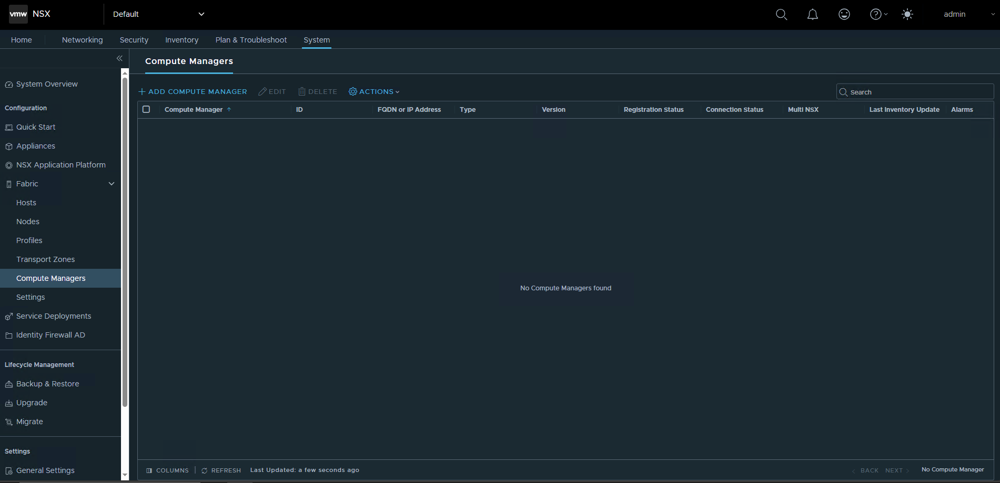 vmw NSX Default admin
Home Networking Security Inventory Plan & Troubleshoot System
Compute Managers
System Overview
Configuration
Quick Start
Appliances
NSX Application Platform
Fabric
Hosts
Nodes
Profiles
Transport Zones
Compute Managers
Settings
Service Deployments
Identity Firewall AD
Lifecycle Management
Backup & Restore
Upgrade
Migrate
Settings
General Settings
ADD COMPUTE MANAGER EDIT DELETE ACTIONS Search
Compute Manager ID FQDN or IP Address Type Version Registration Status Connection Status Multi NSX Last Inventory Update Alarms
No Compute Managers found
COLUMNS REFRESH Last Updated: a few seconds ago BACK NEXT No Compute Manager